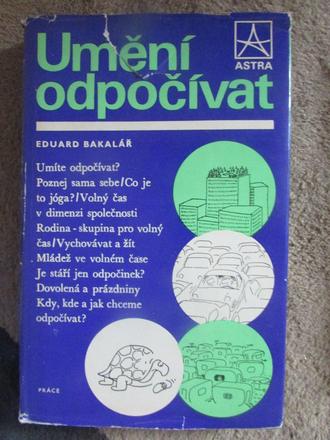 Umění
odpočívat
ASTRA
EDUARD BAKALÁŘ
Umíte odpočívat?
Poznej sama sebe/Co je
to jóga?/Volný čas
v dimenzi společnosti
Rodina - skupina pro volný
čas/Vychovávat a žít
Mládež ve volném čase
Je stáří jen odpočinek?
Dovolená a prázdniny
Kdy, kde a jak chceme
odpočívat?
PRÁCE